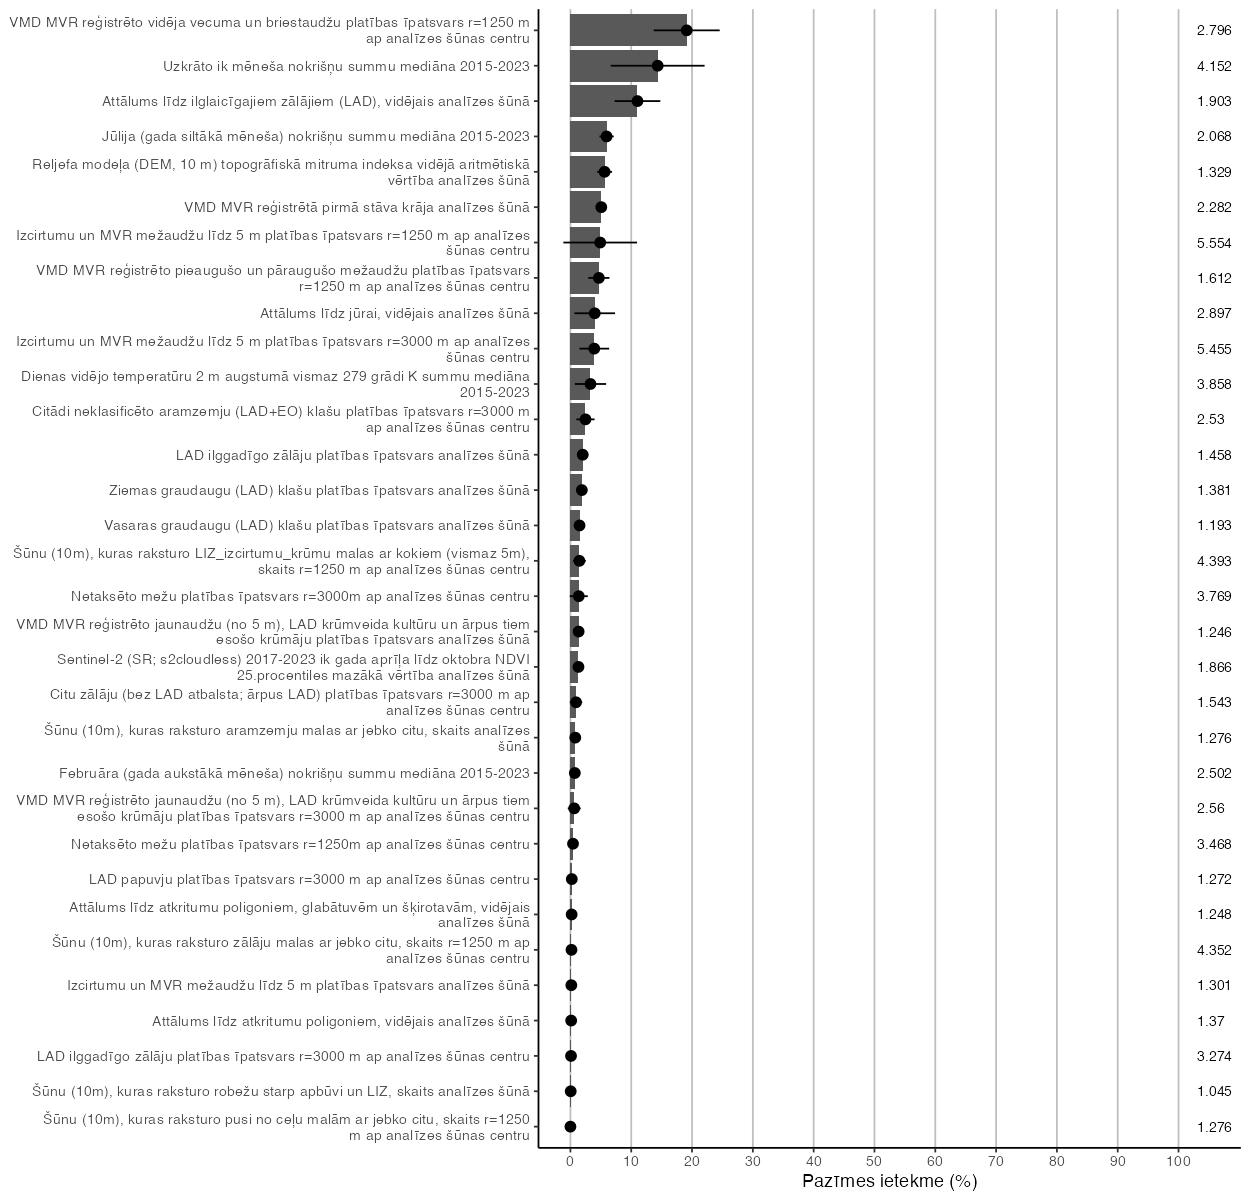 VMD MVR reģistrēto vidēja vecuma un briestaudžu platības īpatsvars r=1250 m
ap analīzes šūnas centru
2.796
Uzkrāto ik mēneša nokrišņu summu mediāna 2015-2023
4.152
Attālums līdz ilglaicīgajiem zālājiem (LAD), vidējais analīzes šūnā
1.903
Jūlija (gada siltākā mēneša) nokrišņu summu mediāna 2015-2023
2.068
Reljefa modeļa (DEM, 10 m) topogrāfiskā mitruma indeksa vidējā aritmētiskā
vērtība analīzes šūnā
1.329
VMD MVR reģistrētā pirmā stāva krāja analīzes šūnā
2.282
Izcirtumu un MVR mežaudžu līdz 5 m platības īpatsvars r=1250 m ap analīzes
šūnas centru
5.554
VMD MVR reģistrēto pieaugušo un pāraugušo mežaudžu platības īpatsvars
r=1250 m ap analīzes šūnas centru
1.612
Attālums līdz jūrai, vidējais analīzes šūnā
2.897
Izcirtumu un MVR mežaudžu līdz 5 m platības īpatsvars r=3000 m ap analīzes
šūnas centru
5.455
Dienas vidējo temperatūru 2 m augstumā vismaz 279 grādi K summu mediāna
2015-2023
3.858
Citādi neklasificēto aramzemju (LAD+EO) klašu platības īpatsvars r=3000 m
ap analīzes šūnas centru
2.53
LAD ilggadīgo zālāju platības īpatsvars analīzes šūnā
1.458
Ziemas graudaugu (LAD) klašu platības īpatsvars analīzes šūnā
1.381
Vasaras graudaugu (LAD) klašu platības īpatsvars analīzes šūnā
1.193
Šūnu (10m), kuras raksturo LIZ_izcirtumu_krūmu malas ar kokiem (vismaz 5m),
skaits r=1250 m ap analīzes šūnas centru
4.393
Netaksēto mežu platības īpatsvars r=3000m ap analīzes šūnas centru
3.769
VMD MVR reģistrēto jaunaudžu (no 5 m), LAD krūmveida kultūru un ārpus tiem
esošo krūmāju platības īpatsvars analīzes šūnā
1.246
Sentinel-2 (SR; s2cloudless) 2017-2023 ik gada aprīļa līdz oktobra NDVI
25.procentiles mazākā vērtība analīzes šūnā
1.866
Citu zālāju (bez LAD atbalsta; ārpus LAD) platības īpatsvars r=3000 m ap
analīzes šūnas centru
1.543
Šūnu (10m), kuras raksturo aramzemju malas ar jebko citu, skaits analīzes
šūnā
1.276
Februāra (gada aukstākā mēneša) nokrišņu summu mediāna 2015-2023
2.502
VMD MVR reģistrēto jaunaudžu (no 5 m), LAD krūmveida kultūru un ārpus tiem
esošo krūmāju platības īpatsvars r=3000 m ap analīzes šūnas centru
2.56
Netaksēto mežu platības īpatsvars r=1250m ap analīzes šūnas centru
3.468
LAD papuvju platības īpatsvars r=3000 m ap analīzes šūnas centru
1.272
Attālums līdz atkritumu poligoniem, glabātuvēm un šķirotavām, vidējais
analīzes šūnā
1.248
Šūnu (10m), kuras raksturo zālāju malas ar jebko citu, skaits r=1250 m ap
analīzes šūnas centru
4.352
Izcirtumu un MVR mežaudžu līdz 5 m platības īpatsvars analīzes šūnā
1.301
Attālums līdz atkritumu poligoniem, vidējais analīzes šūnā
1.37
LAD ilggadīgo zālāju platības īpatsvars r=3000 m ap analīzes šūnas centru
3.274
Šūnu (10m), kuras raksturo robežu starp apbūvi un LIZ, skaits analīzes šūnā
1.045
Šūnu (10m), kuras raksturo pusi no ceļu malām ar jebko citu, skaits r=1250
m ap analīzes šūnas centru
1.276
0 10 20 30 40 50 60 70 80 90 100
Pazīmes ietekme (%)